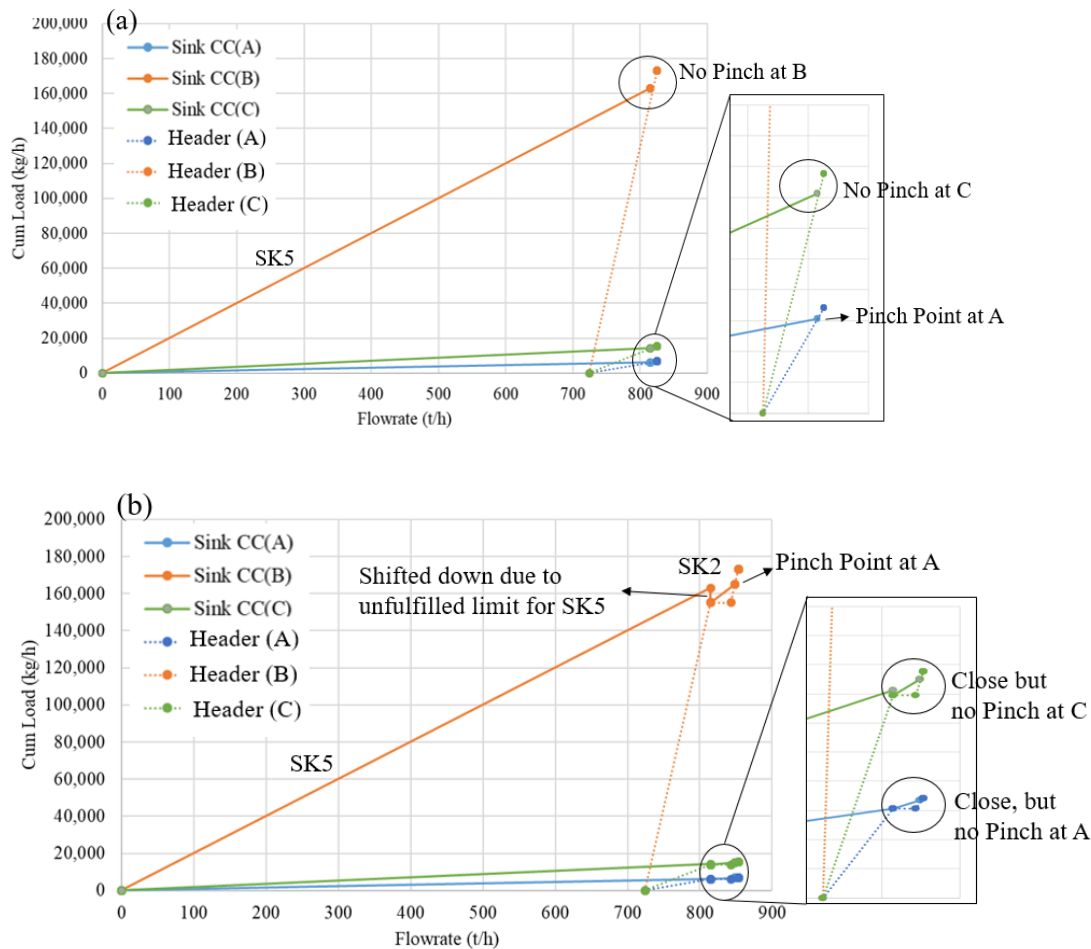 (a)
200,000
180,000
160,000
140,000
120,000
100,000
80,000
60,000
40,000
20,000
0
Cum Load (kg/h)
Sink CC(A)
Sink CC(B)
Sink CC(C)
Header (A)
Header (B)
Header (C)
SK5
No Pinch at B
No Pinch at C
Pinch Point at A
0 100 200 300 400 500 600 700 800 900
Flowrate (t/h)
(b)
200,000
180,000
160,000
140,000
120,000
100,000
80,000
60,000
40,000
20,000
0
Cum Load (kg/h)
Sink CC(A)
Sink CC(B)
Sink CC(C)
Header (A)
Header (B)
Header (C)
SK5
SK2
Pinch Point at A
Shifted down due to
unfulfilled limit for SK5
Close but
no Pinch at C
Close, but
no Pinch at A
0 100 200 300 400 500 600 700 800 900
Flowrate (t/h)